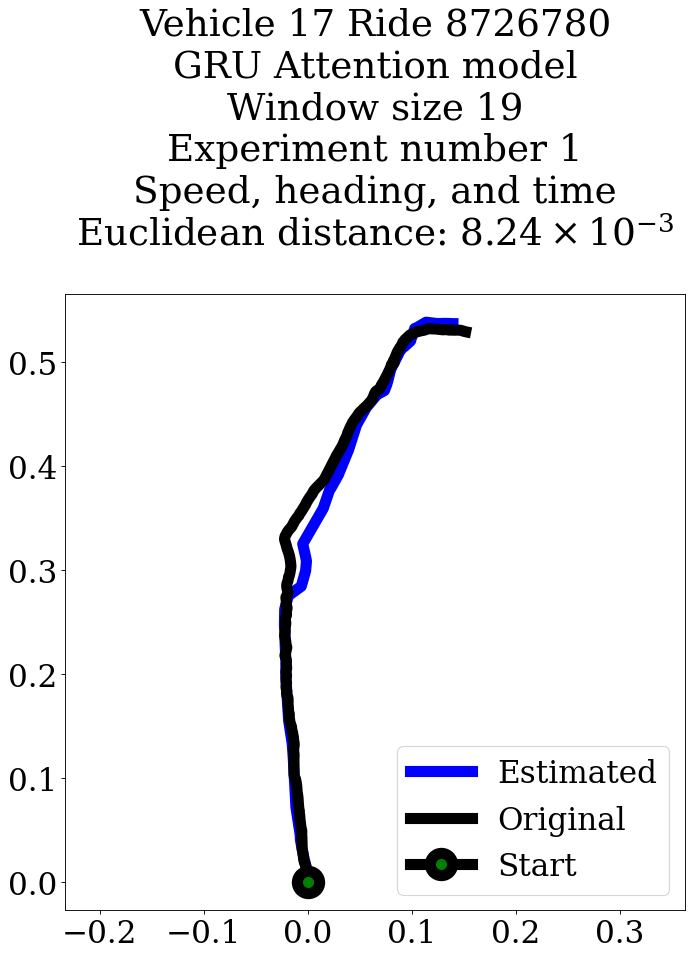 Vehicle 17 Ride 8726780
GRU Attention model
Window size 19
Experiment number 1
Speed, heading, and time
Euclidean distance: 8.24 × 10⁻³
0.5
0.4
0.3
0.2
0.1
0.0
Estimated
Original
Start
−0.2 −0.1 0.0 0.1 0.2 0.3